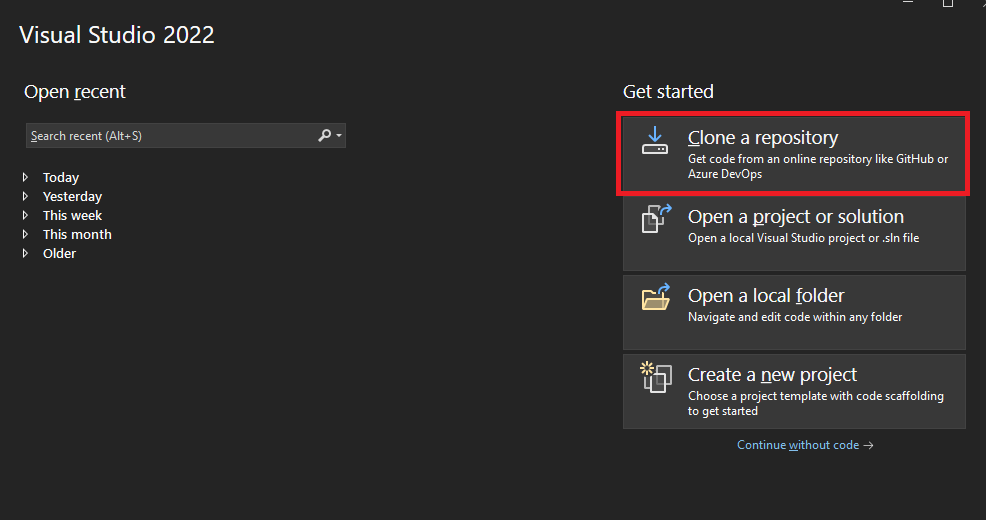 Visual Studio 2022
Open recent
Search recent (Alt+S)
Today
Yesterday
This week
This month
Older
Get started
Clone a repository
Get code from an online repository like GitHub or
Azure DevOps
Open a project or solution
Open a local Visual Studio project or .sln file
Open a local folder
Navigate and edit code within any folder
Create a new project
Choose a project template with code scaffolding
to get started
Continue without code →